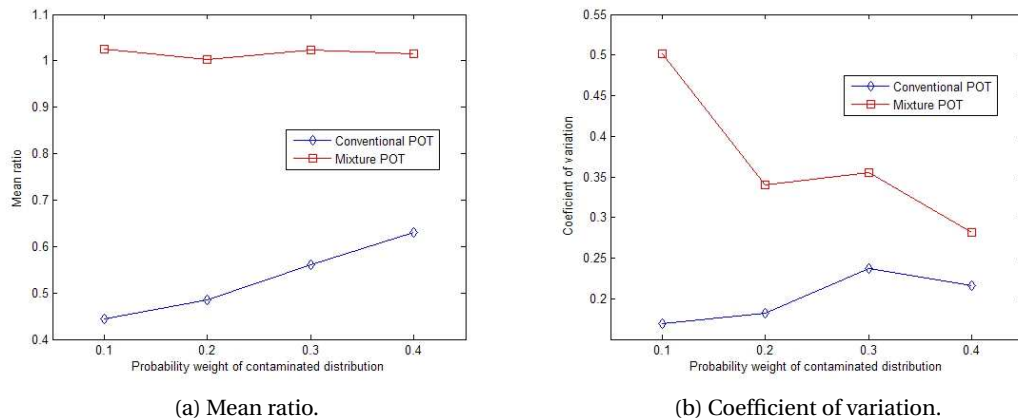 1.1
1
0.9
0.8
0.7
0.6
0.5
0.4
Mean ratio
Conventional POT
Mixture POT
0.1 0.2 0.3 0.4
Probability weight of contaminated distribution
(a) Mean ratio.
0.55
0.5
0.45
0.4
0.35
0.3
0.25
0.2
Coeficient of variation
Conventional POT
Mixture POT
0.1 0.2 0.3 0.4
Probability weight of contaminated distribution
(b) Coefficient of variation.